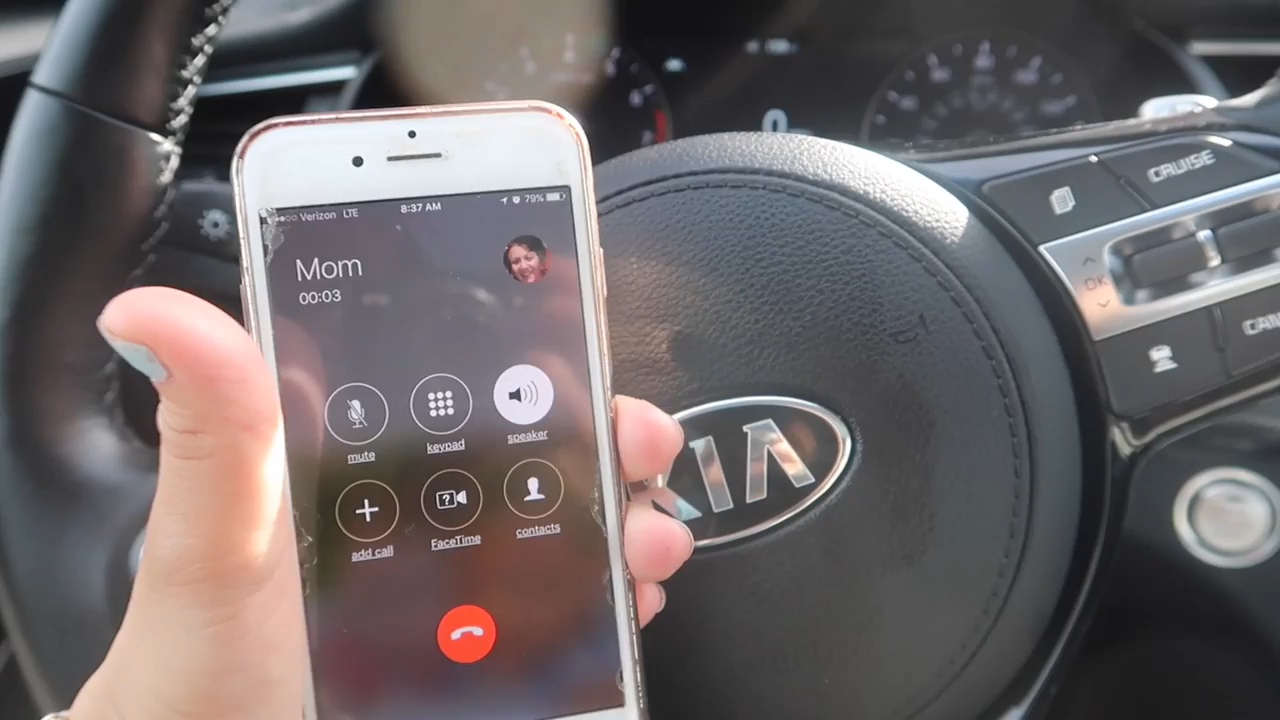 Verizon LTE 8:37 AM 79%
Mom
00:03
mute keypad speaker
add call FaceTime contacts
CRUISE
OK
KIA
0